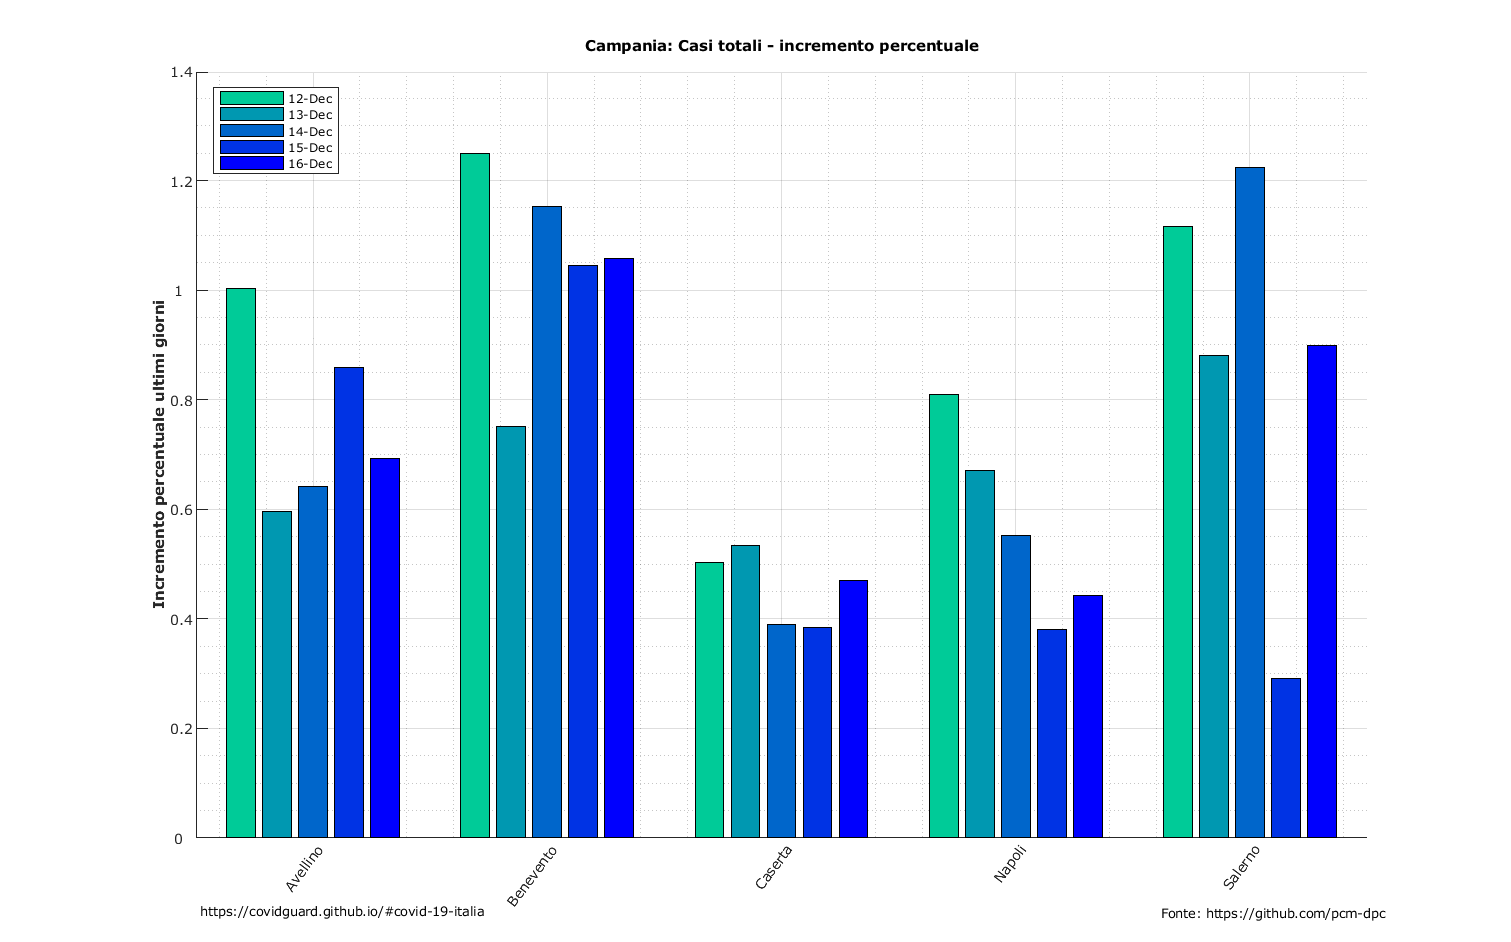 Campania: Casi totali - incremento percentuale
1.4
1.2
1
0.8
0.6
0.4
0.2
0
Incremento percentuale ultimi giorni
12-Dec
13-Dec
14-Dec
15-Dec
16-Dec
Avellino
Benevento
Caserta
Napoli
Salerno
https://covidguard.github.io/#covid-19-italia
Fonte: https://github.com/pcm-dpc